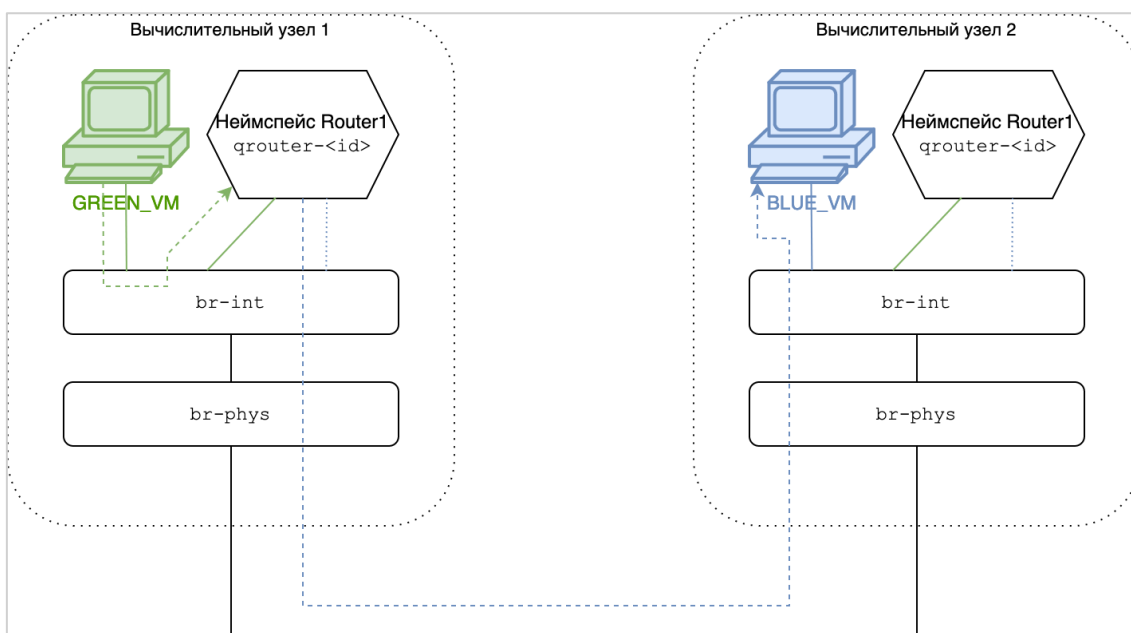 Вычислительный узел 1
Неймспейс Router1
qrouter-<id>
GREEN_VM
br-int
br-phys
Вычислительный узел 2
Неймспейс Router1
qrouter-<id>
BLUE_VM
br-int
br-phys